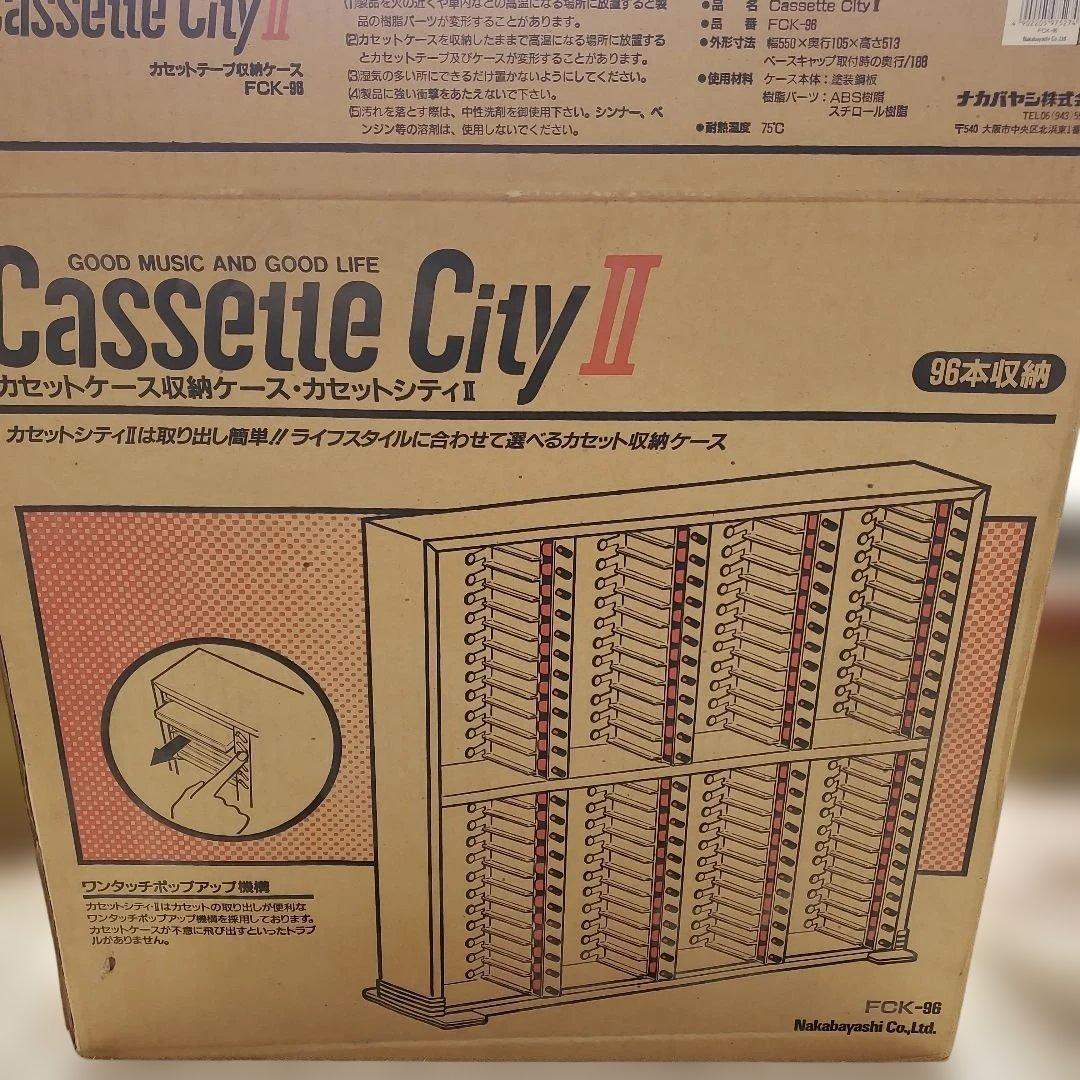 Cassette City II
カセットテープ収納ケース
FCK-96
(1)製品を火の近くや車内などの高温になる場所に放置すると製
品の樹脂パーツが変形することがあります。
(2)カセットケースを収納したままで高温になる場所に放置する
とカセットテープ及びケースが変形することがあります。
(3)湿気の多い所にできるだけ置かないようにしてください。
(4)製品に強い衝撃をあたえないで下さい。
(5)汚れを落とす際は、中性洗剤を御使用下さい。シンナー、ベ
ンジン等の溶剤は、使用しないでください。
●品 名 Cassette City II
●品 番 FCK-96
●外形寸法 幅550×奥行105×高さ513
ベースキャップ取付時の奥行/188
●使用材料 ケース本体:塗装鋼板
樹脂パーツ:ABS樹脂
スチロール樹脂
●耐熱温度 75℃
4902205975274
FCK-96
Nakabayashi Co.,Ltd.
ナカバヤシ株式会
TEL06(943)5
〒540 大阪市中央区北浜東1番
GOOD MUSIC AND GOOD LIFE
Cassette City II
カセットケース収納ケース・カセットシティII
96本収納
カセットシティIIは取り出し簡単!!ライフスタイルに合わせて選べるカセット収納ケース
ワンタッチポップアップ機構
カセットシティ・IIはカセットの取り出しが便利な
ワンタッチポップアップ機構を採用しております。
カセットケースが不意に飛び出すといったトラブ
ルがありません。
FCK-96
Nakabayashi Co.,Ltd.